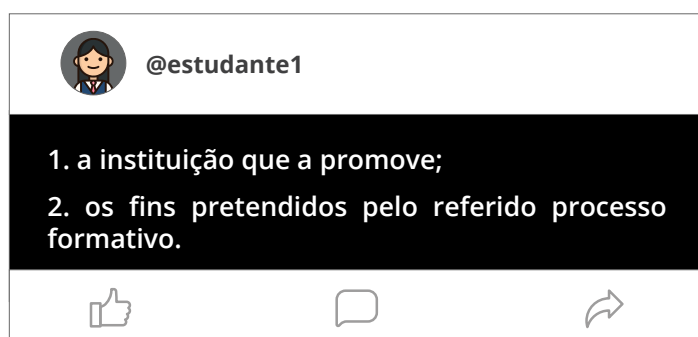 @estudante1
1. a instituição que a promove;
2. os fins pretendidos pelo referido processo
formativo.